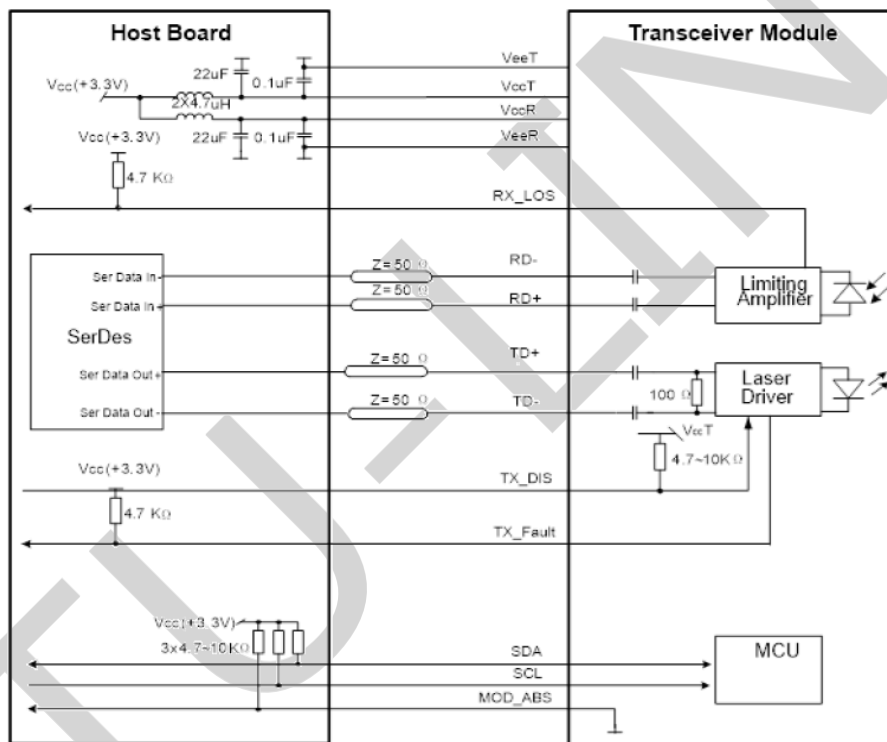 Host Board
Transceiver Module
VeeT
22uF
0.1uF
Vcc(+3.3V)
VccT
2X4.7uH
VccR
Vcc(+3.3V)
22uF
0.1uF
VeeR
4.7 KΩ
RX_LOS
Z=50 Ω
RD-
Ser Data In-
Z=50 Ω
RD+
Ser Data In+
Limiting
Amplifier
SerDes
Z=50 Ω
TD+
Ser Data Out+
Laser
Driver
100 Ω
Z=50 Ω
TD-
Ser Data Out-
VccT
4.7~10KΩ
Vcc(+3.3V)
TX_DIS
4.7 KΩ
TX_Fault
Vcc(+3.3V)
3x4.7~10KΩ
SDA
MCU
SCL
MOD_ABS
TU-LIN